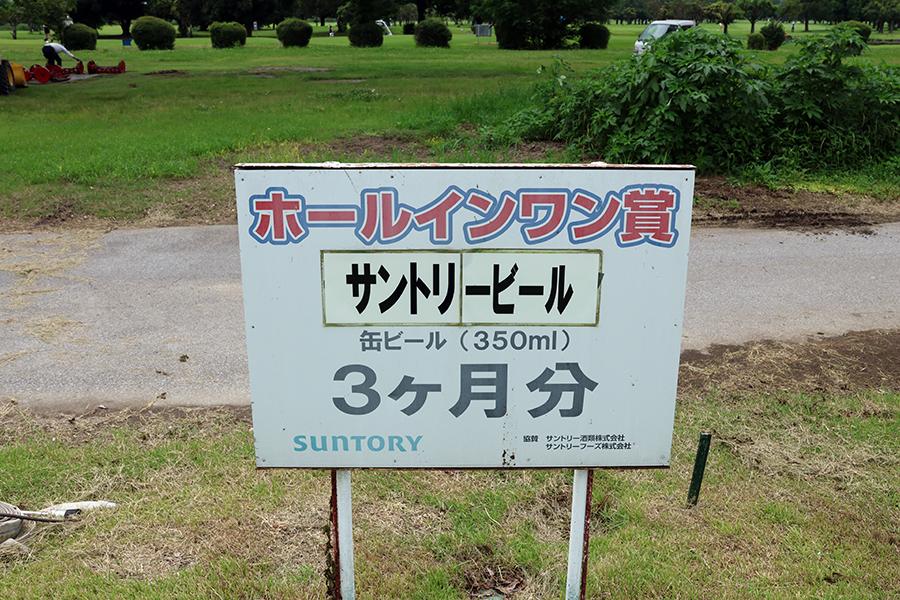 ホールインワン賞
サントリービール
缶ビール（350ml）
3ヶ月分
SUNTORY
協賛 サントリー酒類株式会社
サントリーフーズ株式会社